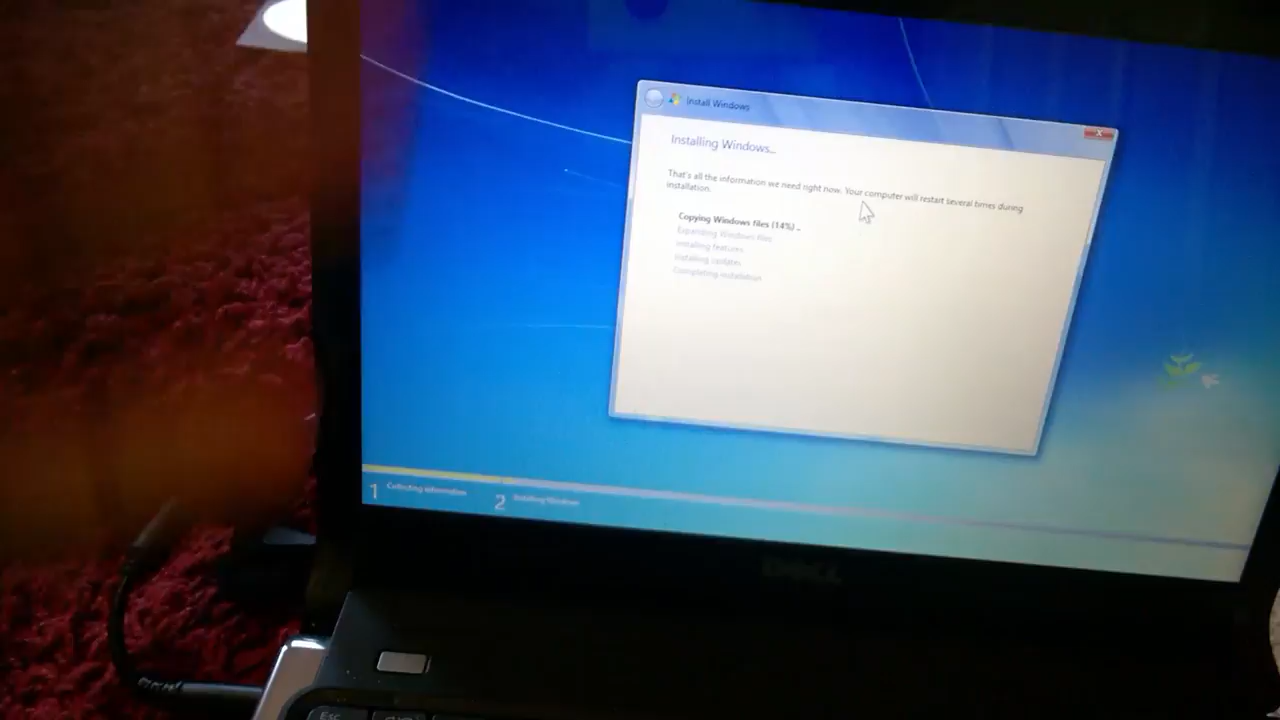 Install Windows
Installing Windows...
That's all the information we need right now. Your computer will restart several times during
installation.
Copying Windows files (14%) ..
Expanding Windows files
Installing features
Installing updates
Completing installation
1 Collecting information
2 Installing Windows
DELL
Esc